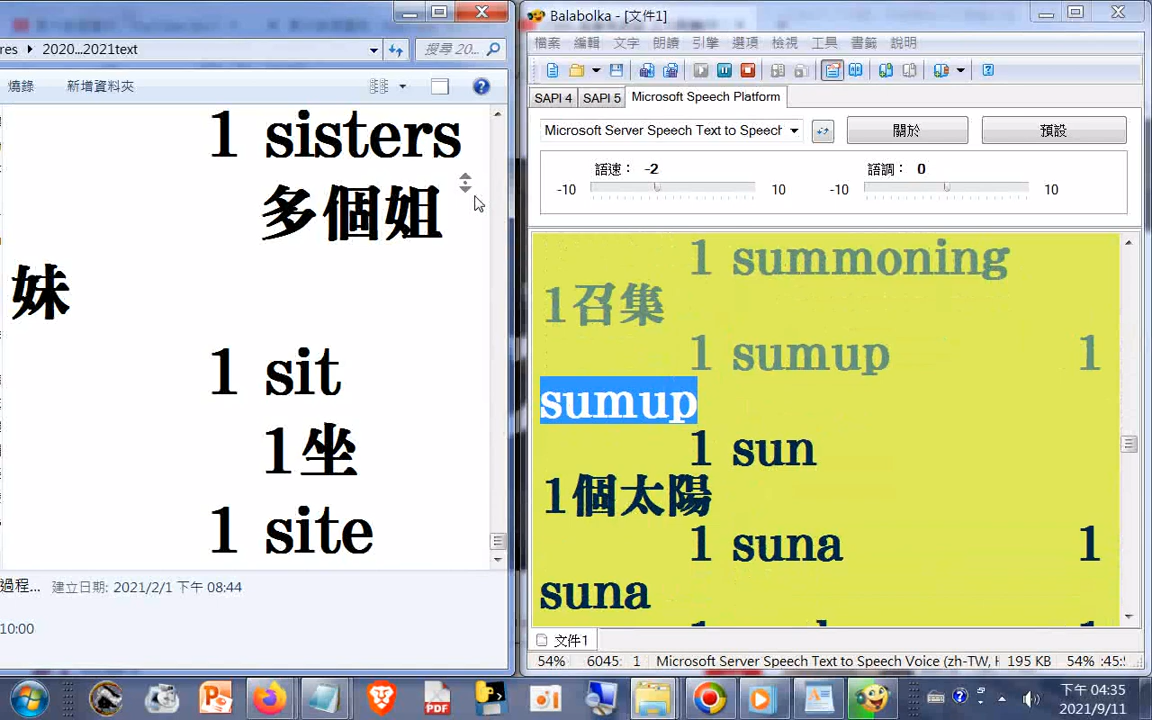 res ▸ 2020...2021text
搜尋 20...
燒錄 新增資料夾
1 sisters
多個姐
妹
1 sit
1坐
1 site
過程... 建立日期: 2021/2/1 下午 08:44
10:00
Balabolka - [文件1]
檔案 編輯 文字 朗讀 引擎 選項 檢視 工具 書籤 說明
SAPI 4 SAPI 5 Microsoft Speech Platform
Microsoft Server Speech Text to Speech
關於 預設
語速： -2 語調： 0
-10 10 -10 10
1 summoning
1召集
1 sumup 1
sumup
1 sun
1個太陽
1 suna 1
suna
文件1
54% 6045: 1 Microsoft Server Speech Text to Speech Voice (zh-TW, 195 KB 54%
PDF
下午 04:35
2021/9/11